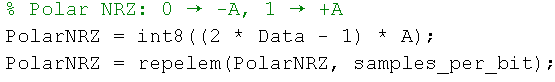 % Polar NRZ: 0 → -A, 1 → +A
PolarNRZ = int8((2 * Data - 1) * A);
PolarNRZ = repelem(PolarNRZ, samples_per_bit);